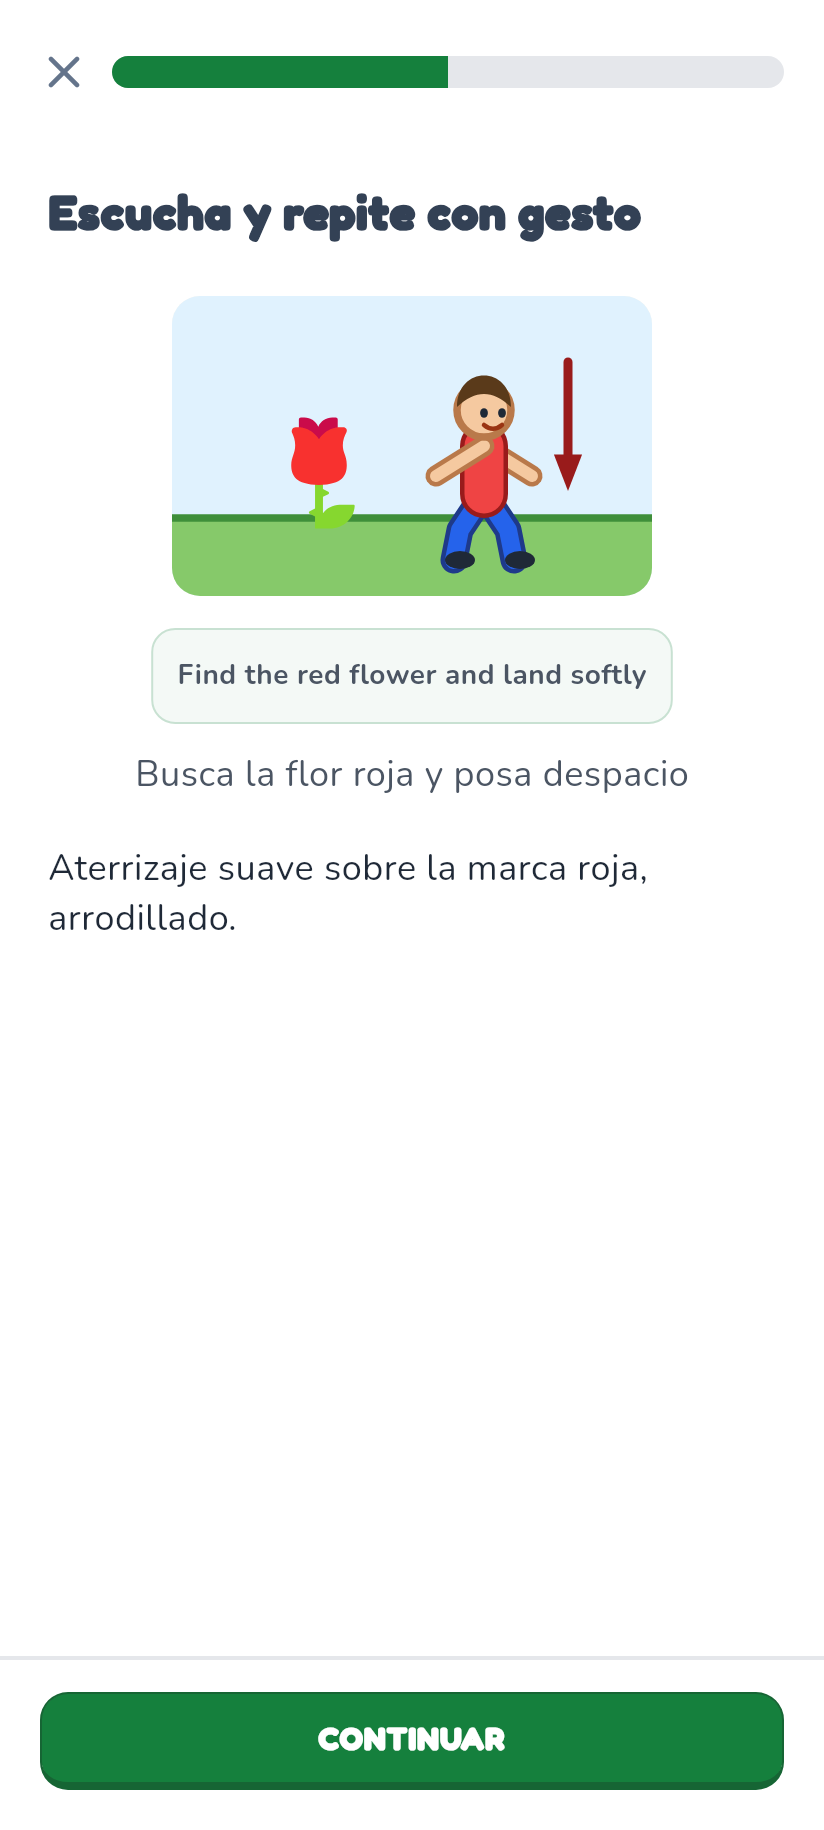 Escucha y repite con gesto
Find the red flower and land softly
Busca la flor roja y posa despacio
Aterrizaje suave sobre la marca roja,
arrodillado.
CONTINUAR